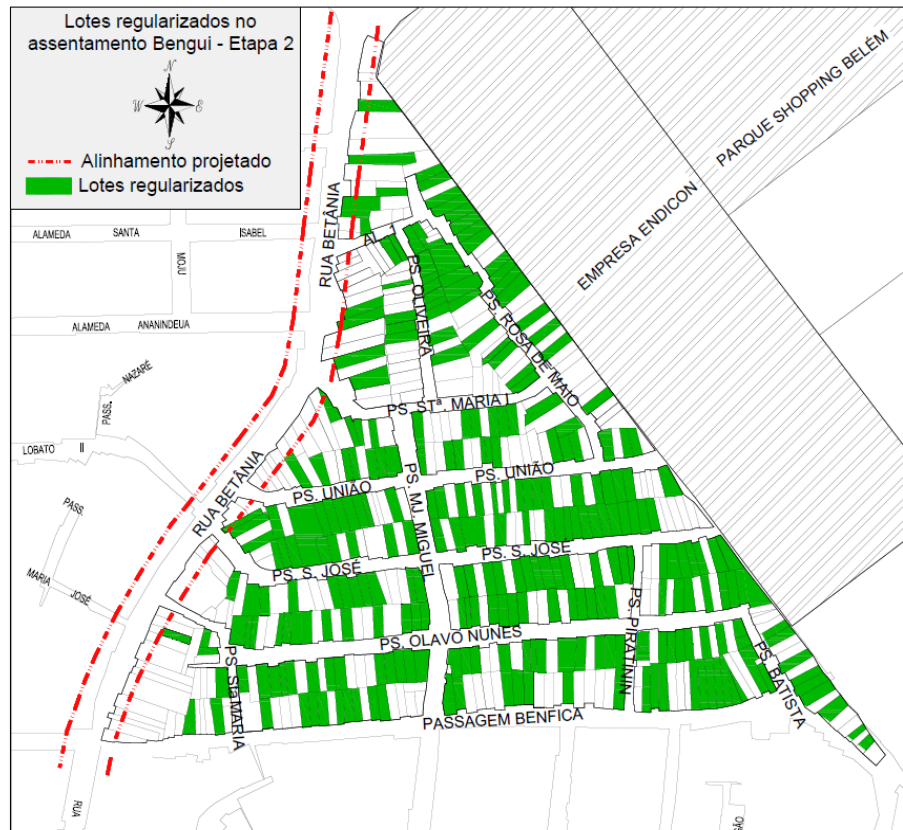 Lotes regularizados no
assentamento Bengui - Etapa 2
N
W
E
S
Alinhamento projetado
Lotes regularizados
PARQUE SHOPPING BELÉM
EMPRESA ENDICON
RUA BETÂNIA
ALAMEDA SANTA ISABEL
MOJU
AL. 1
PS. OLIVEIRA
PS. ROSA DE MAIO
ALAMEDA ANANINDEUA
NAZARÉ
PASS.
PS. STª. MARIA I
LOBATO II
RUA BETÂNIA
PS. UNIÃO
PS. UNIÃO
PS. MJ. MIGUEL
PASS.
MARIA
JOSÉ
PS. S. JOSÉ
PS. S. JOSÉ
PS. OLAVO NUNES
PS. PIRATININ
PS. BATISTA
PS. Sta MARIA
PASSAGEM BENFICA
RUA